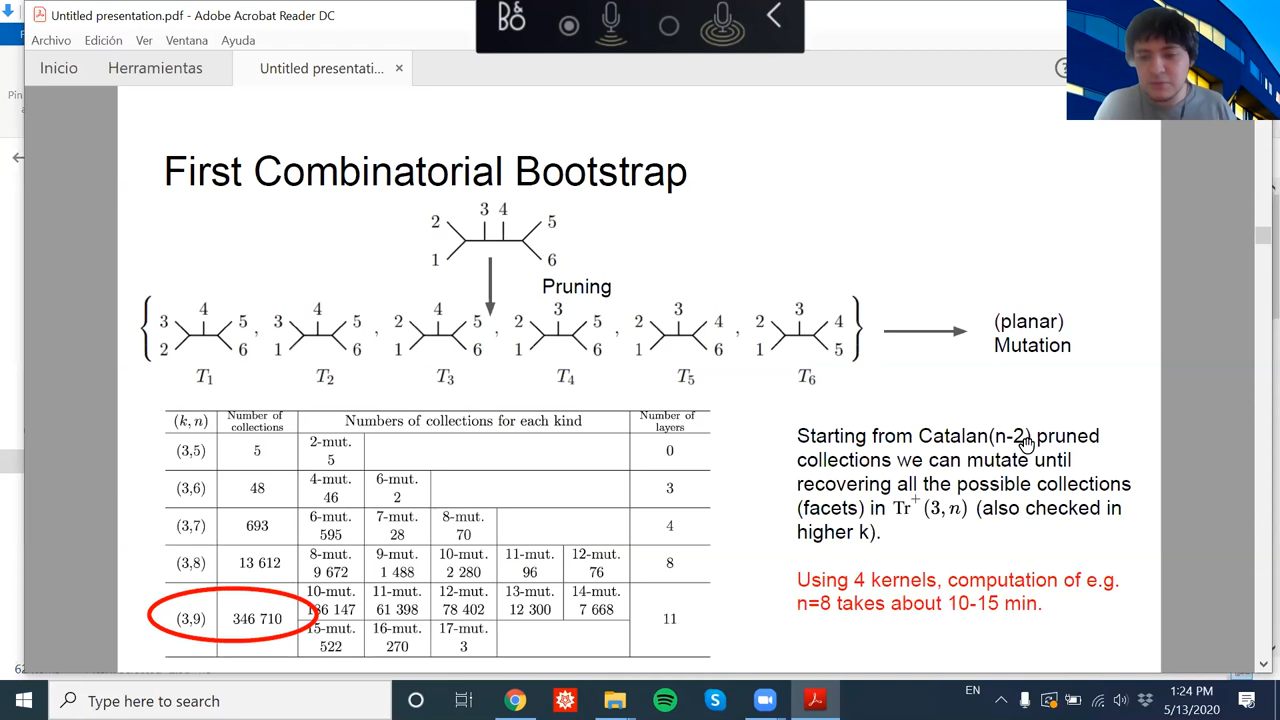 Untitled presentation.pdf - Adobe Acrobat Reader DC
Archivo Edición Ver Ventana Ayuda
Inicio Herramientas Untitled presentati... ×
B&O
First Combinatorial Bootstrap
3 4
2 5
1 6
Pruning
4 4 4 3 3 3
3 5 , 3 5 , 2 5 , 2 5 , 2 4 , 2 4
2 6 1 6 1 6 1 6 1 6 1 5
T1 T2 T3 T4 T5 T6
(planar)
Mutation
(k, n) Number of collections Numbers of collections for each kind Number of layers
(3,5) 5 2-mut. 0
5
(3,6) 48 4-mut. 6-mut. 3
46 2
(3,7) 693 6-mut. 7-mut. 8-mut. 4
595 28 70
(3,8) 13 612 8-mut. 9-mut. 10-mut. 11-mut. 12-mut. 8
9 672 1 488 2 280 96 76
(3,9) 346 710 10-mut. 11-mut. 12-mut. 13-mut. 14-mut. 11
186 147 61 398 78 402 12 300 7 668
15-mut. 16-mut. 17-mut.
522 270 3
Starting from Catalan(n-2) pruned
collections we can mutate until
recovering all the possible collections
(facets) in Tr+ (3, n) (also checked in
higher k).
Using 4 kernels, computation of e.g.
n=8 takes about 10-15 min.
Type here to search
EN
1:24 PM
5/13/2020